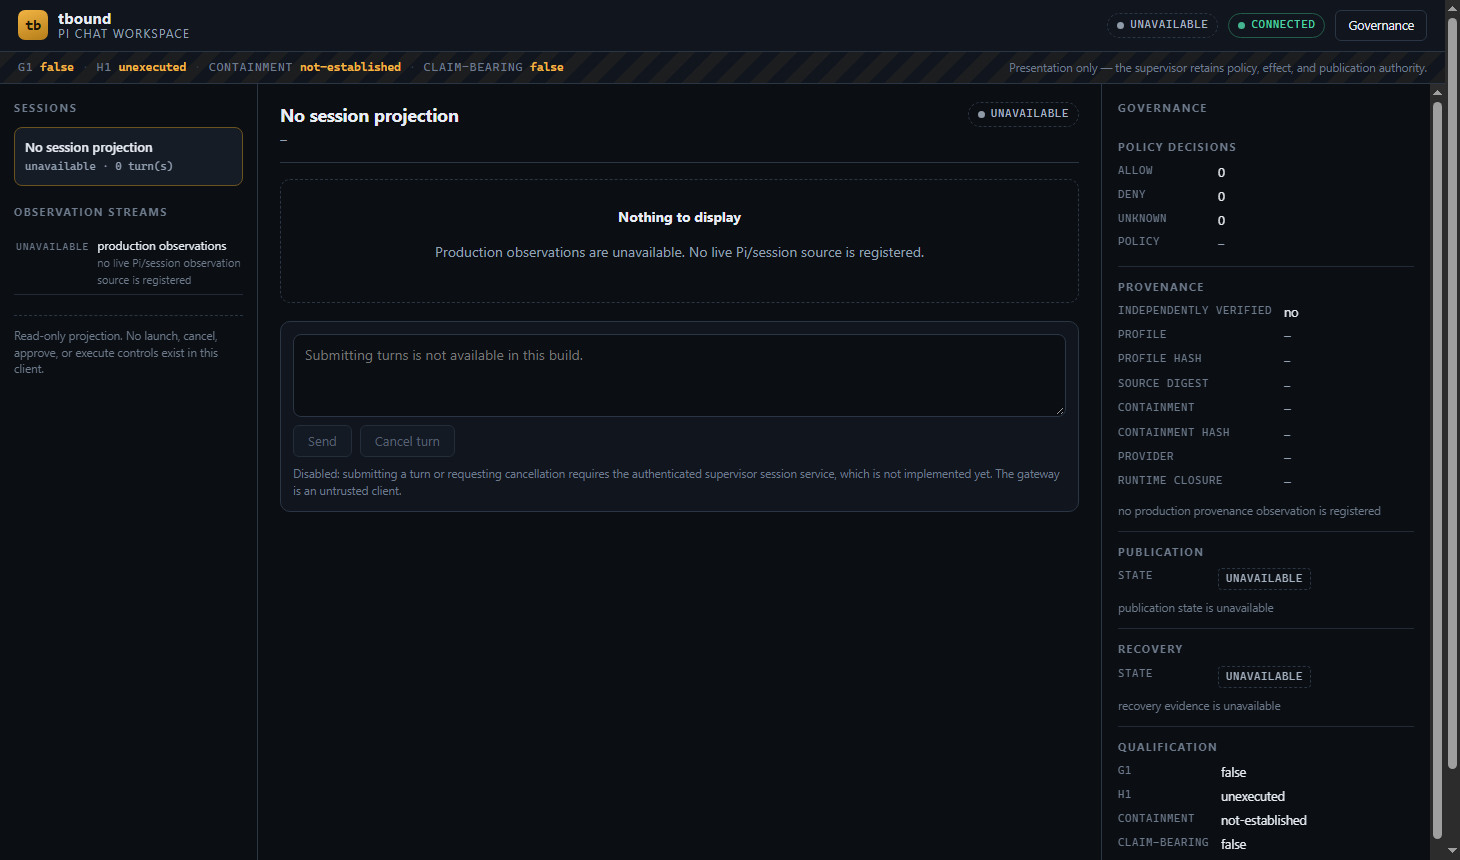 tb
tbound
PI CHAT WORKSPACE
UNAVAILABLE
CONNECTED
Governance
G1 false · H1 unexecuted · CONTAINMENT not-established · CLAIM-BEARING false
Presentation only — the supervisor retains policy, effect, and publication authority.
SESSIONS
No session projection
unavailable · 0 turn(s)
OBSERVATION STREAMS
UNAVAILABLE production observations
no live Pi/session observation
source is registered
Read-only projection. No launch, cancel,
approve, or execute controls exist in this
client.
No session projection
–
UNAVAILABLE
Nothing to display
Production observations are unavailable. No live Pi/session source is registered.
Submitting turns is not available in this build.
Send
Cancel turn
Disabled: submitting a turn or requesting cancellation requires the authenticated supervisor session service, which is not implemented yet. The gateway
is an untrusted client.
GOVERNANCE
POLICY DECISIONS
ALLOW 0
DENY 0
UNKNOWN 0
POLICY –
PROVENANCE
INDEPENDENTLY VERIFIED no
PROFILE –
PROFILE HASH –
SOURCE DIGEST –
CONTAINMENT –
CONTAINMENT HASH –
PROVIDER –
RUNTIME CLOSURE –
no production provenance observation is registered
PUBLICATION
STATE UNAVAILABLE
publication state is unavailable
RECOVERY
STATE UNAVAILABLE
recovery evidence is unavailable
QUALIFICATION
G1 false
H1 unexecuted
CONTAINMENT not-established
CLAIM-BEARING false